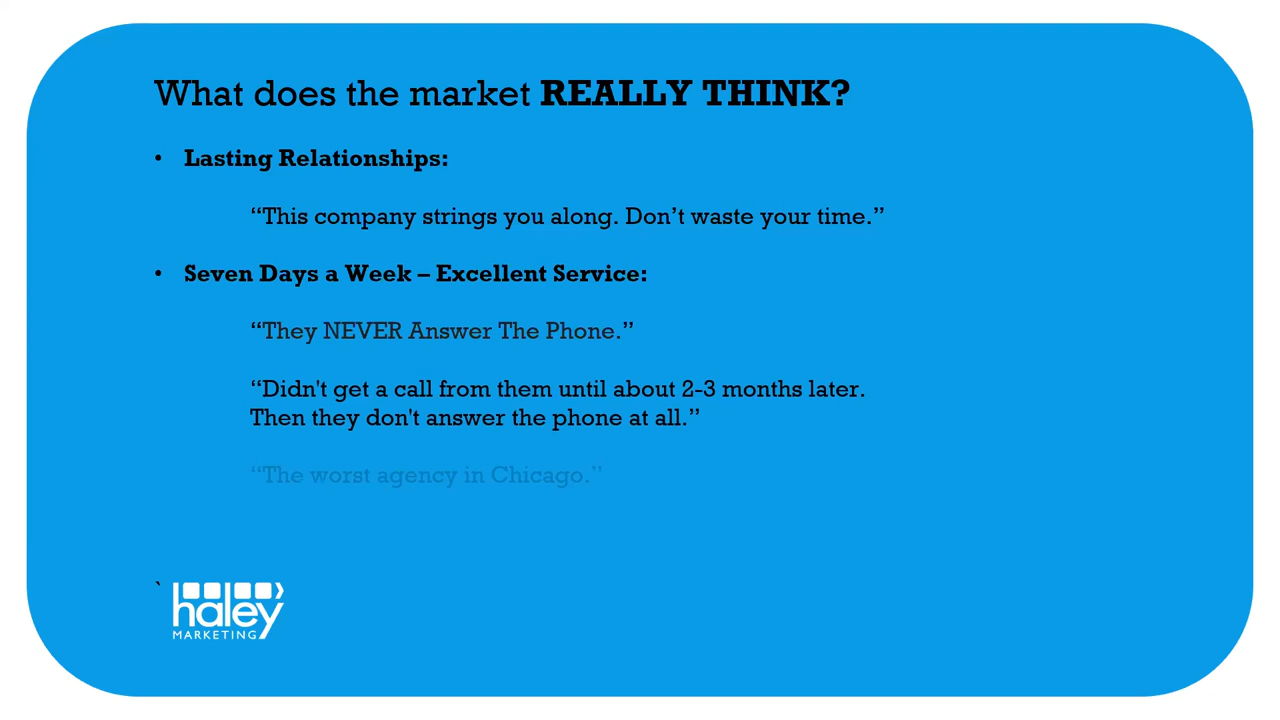 What does the market REALLY THINK?
• Lasting Relationships:
“This company strings you along. Don’t waste your time.”
• Seven Days a Week – Excellent Service:
“They NEVER Answer The Phone.”
“Didn't get a call from them until about 2-3 months later.
Then they don't answer the phone at all.”
“The worst agency in Chicago.”
`
haley
MARKETING